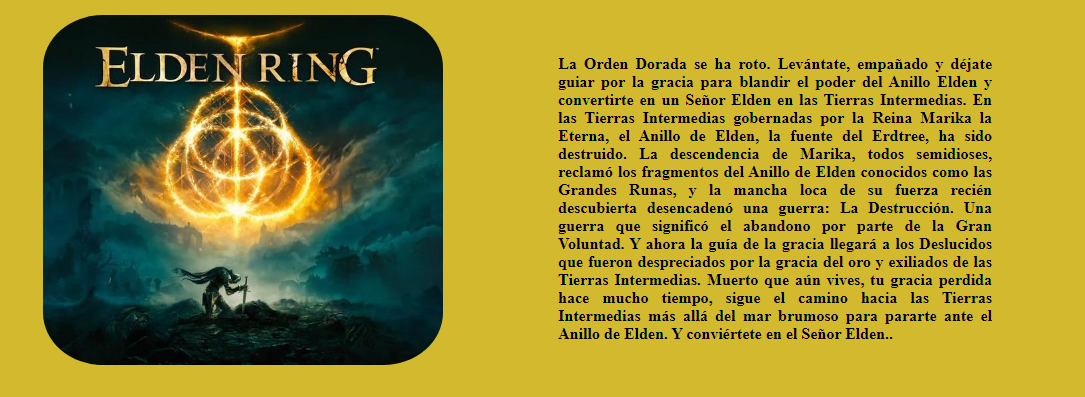 ELDEN RING
La Orden Dorada se ha roto. Levántate, empañado y déjate
guiar por la gracia para blandir el poder del Anillo Elden y
convertirte en un Señor Elden en las Tierras Intermedias. En
las Tierras Intermedias gobernadas por la Reina Marika la
Eterna, el Anillo de Elden, la fuente del Erdtree, ha sido
destruido. La descendencia de Marika, todos semidioses,
reclamó los fragmentos del Anillo de Elden conocidos como las
Grandes Runas, y la mancha loca de su fuerza recién
descubierta desencadenó una guerra: La Destrucción. Una
guerra que significó el abandono por parte de la Gran
Voluntad. Y ahora la guía de la gracia llegará a los Deslucidos
que fueron despreciados por la gracia del oro y exiliados de las
Tierras Intermedias. Muerto que aún vives, tu gracia perdida
hace mucho tiempo, sigue el camino hacia las Tierras
Intermedias más allá del mar brumoso para pararte ante el
Anillo de Elden. Y conviértete en el Señor Elden..